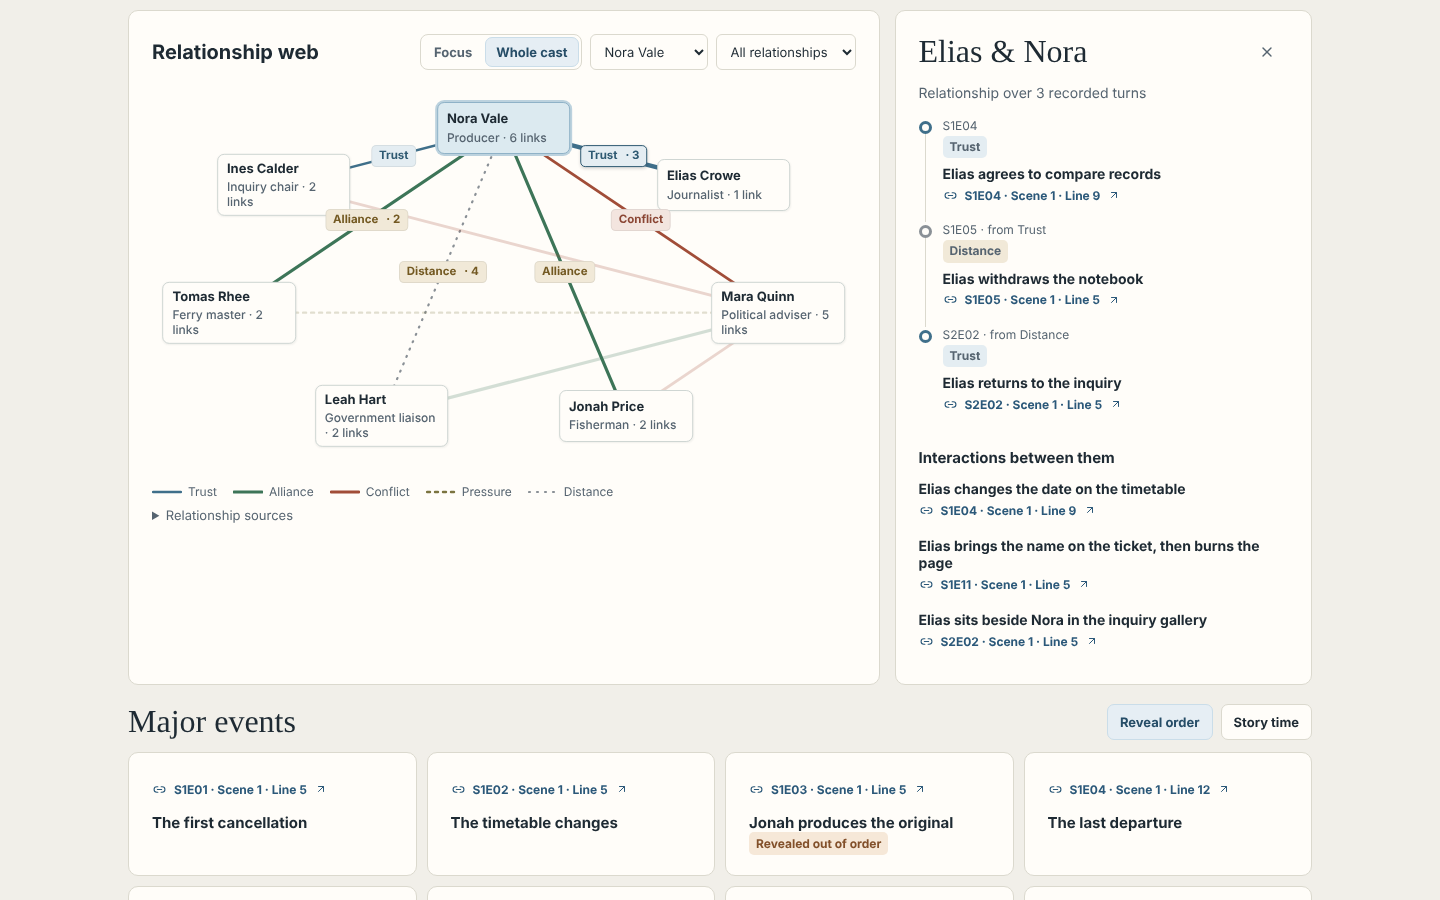 Relationship web
Focus
Whole cast
Nora Vale
All relationships
Nora Vale
Producer · 6 links
Ines Calder
Inquiry chair · 2
links
Trust
Trust · 3
Elias Crowe
Journalist · 1 link
Alliance · 2
Conflict
Distance · 4
Alliance
Tomas Rhee
Ferry master · 2
links
Mara Quinn
Political adviser · 5
links
Leah Hart
Government liaison
· 2 links
Jonah Price
Fisherman · 2 links
Trust
Alliance
Conflict
Pressure
Distance
Relationship sources
Elias & Nora
Relationship over 3 recorded turns
S1E04
Trust
Elias agrees to compare records
S1E04 · Scene 1 · Line 9
S1E05 · from Trust
Distance
Elias withdraws the notebook
S1E05 · Scene 1 · Line 5
S2E02 · from Distance
Trust
Elias returns to the inquiry
S2E02 · Scene 1 · Line 5
Interactions between them
Elias changes the date on the timetable
S1E04 · Scene 1 · Line 9
Elias brings the name on the ticket, then burns the
page
S1E11 · Scene 1 · Line 5
Elias sits beside Nora in the inquiry gallery
S2E02 · Scene 1 · Line 5
Major events
Reveal order
Story time
S1E01 · Scene 1 · Line 5
The first cancellation
S1E02 · Scene 1 · Line 5
The timetable changes
S1E03 · Scene 1 · Line 5
Jonah produces the original
Revealed out of order
S1E04 · Scene 1 · Line 12
The last departure